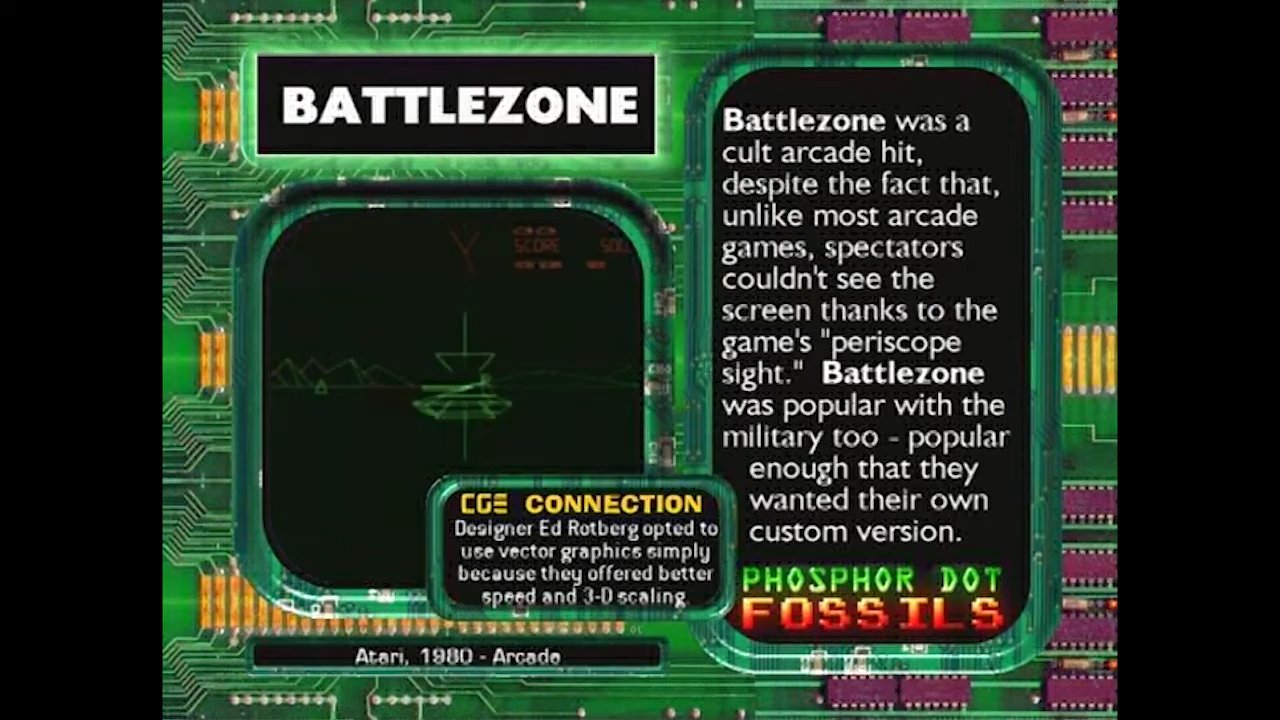 BATTLEZONE
SCORE
Battlezone was a
cult arcade hit,
despite the fact that,
unlike most arcade
games, spectators
couldn't see the
screen thanks to the
game's "periscope
sight." Battlezone
was popular with the
military too - popular
enough that they
wanted their own
custom version.
CGE CONNECTION
Designer Ed Rotberg opted to
use vector graphics simply
because they offered better
speed and 3-D scaling.
PHOSPHOR DOT
FOSSILS
Atari, 1980 - Arcade